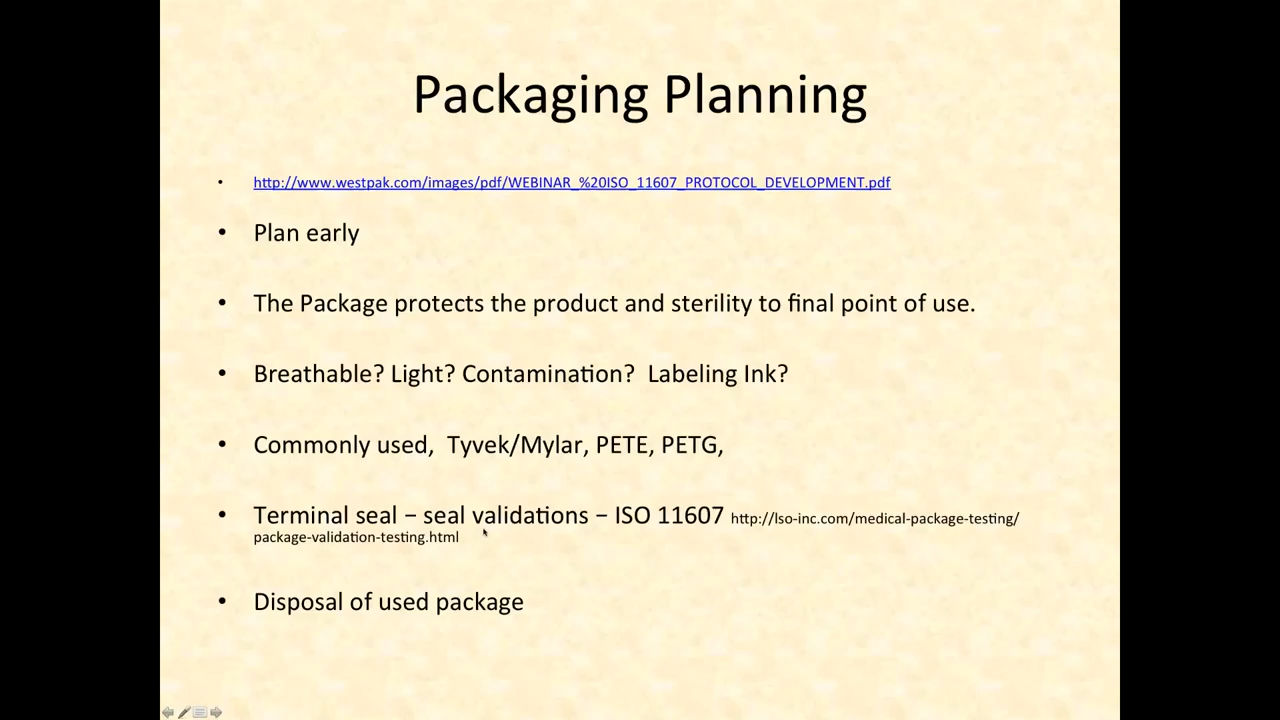 Packaging Planning
• http://www.westpak.com/images/pdf/WEBINAR_%20ISO_11607_PROTOCOL_DEVELOPMENT.pdf
• Plan early
• The Package protects the product and sterility to final point of use.
• Breathable? Light? Contamination?  Labeling Ink?
• Commonly used,  Tyvek/Mylar, PETE, PETG,
• Terminal seal – seal validations – ISO 11607 http://lso-inc.com/medical-package-testing/
package-validation-testing.html
• Disposal of used package